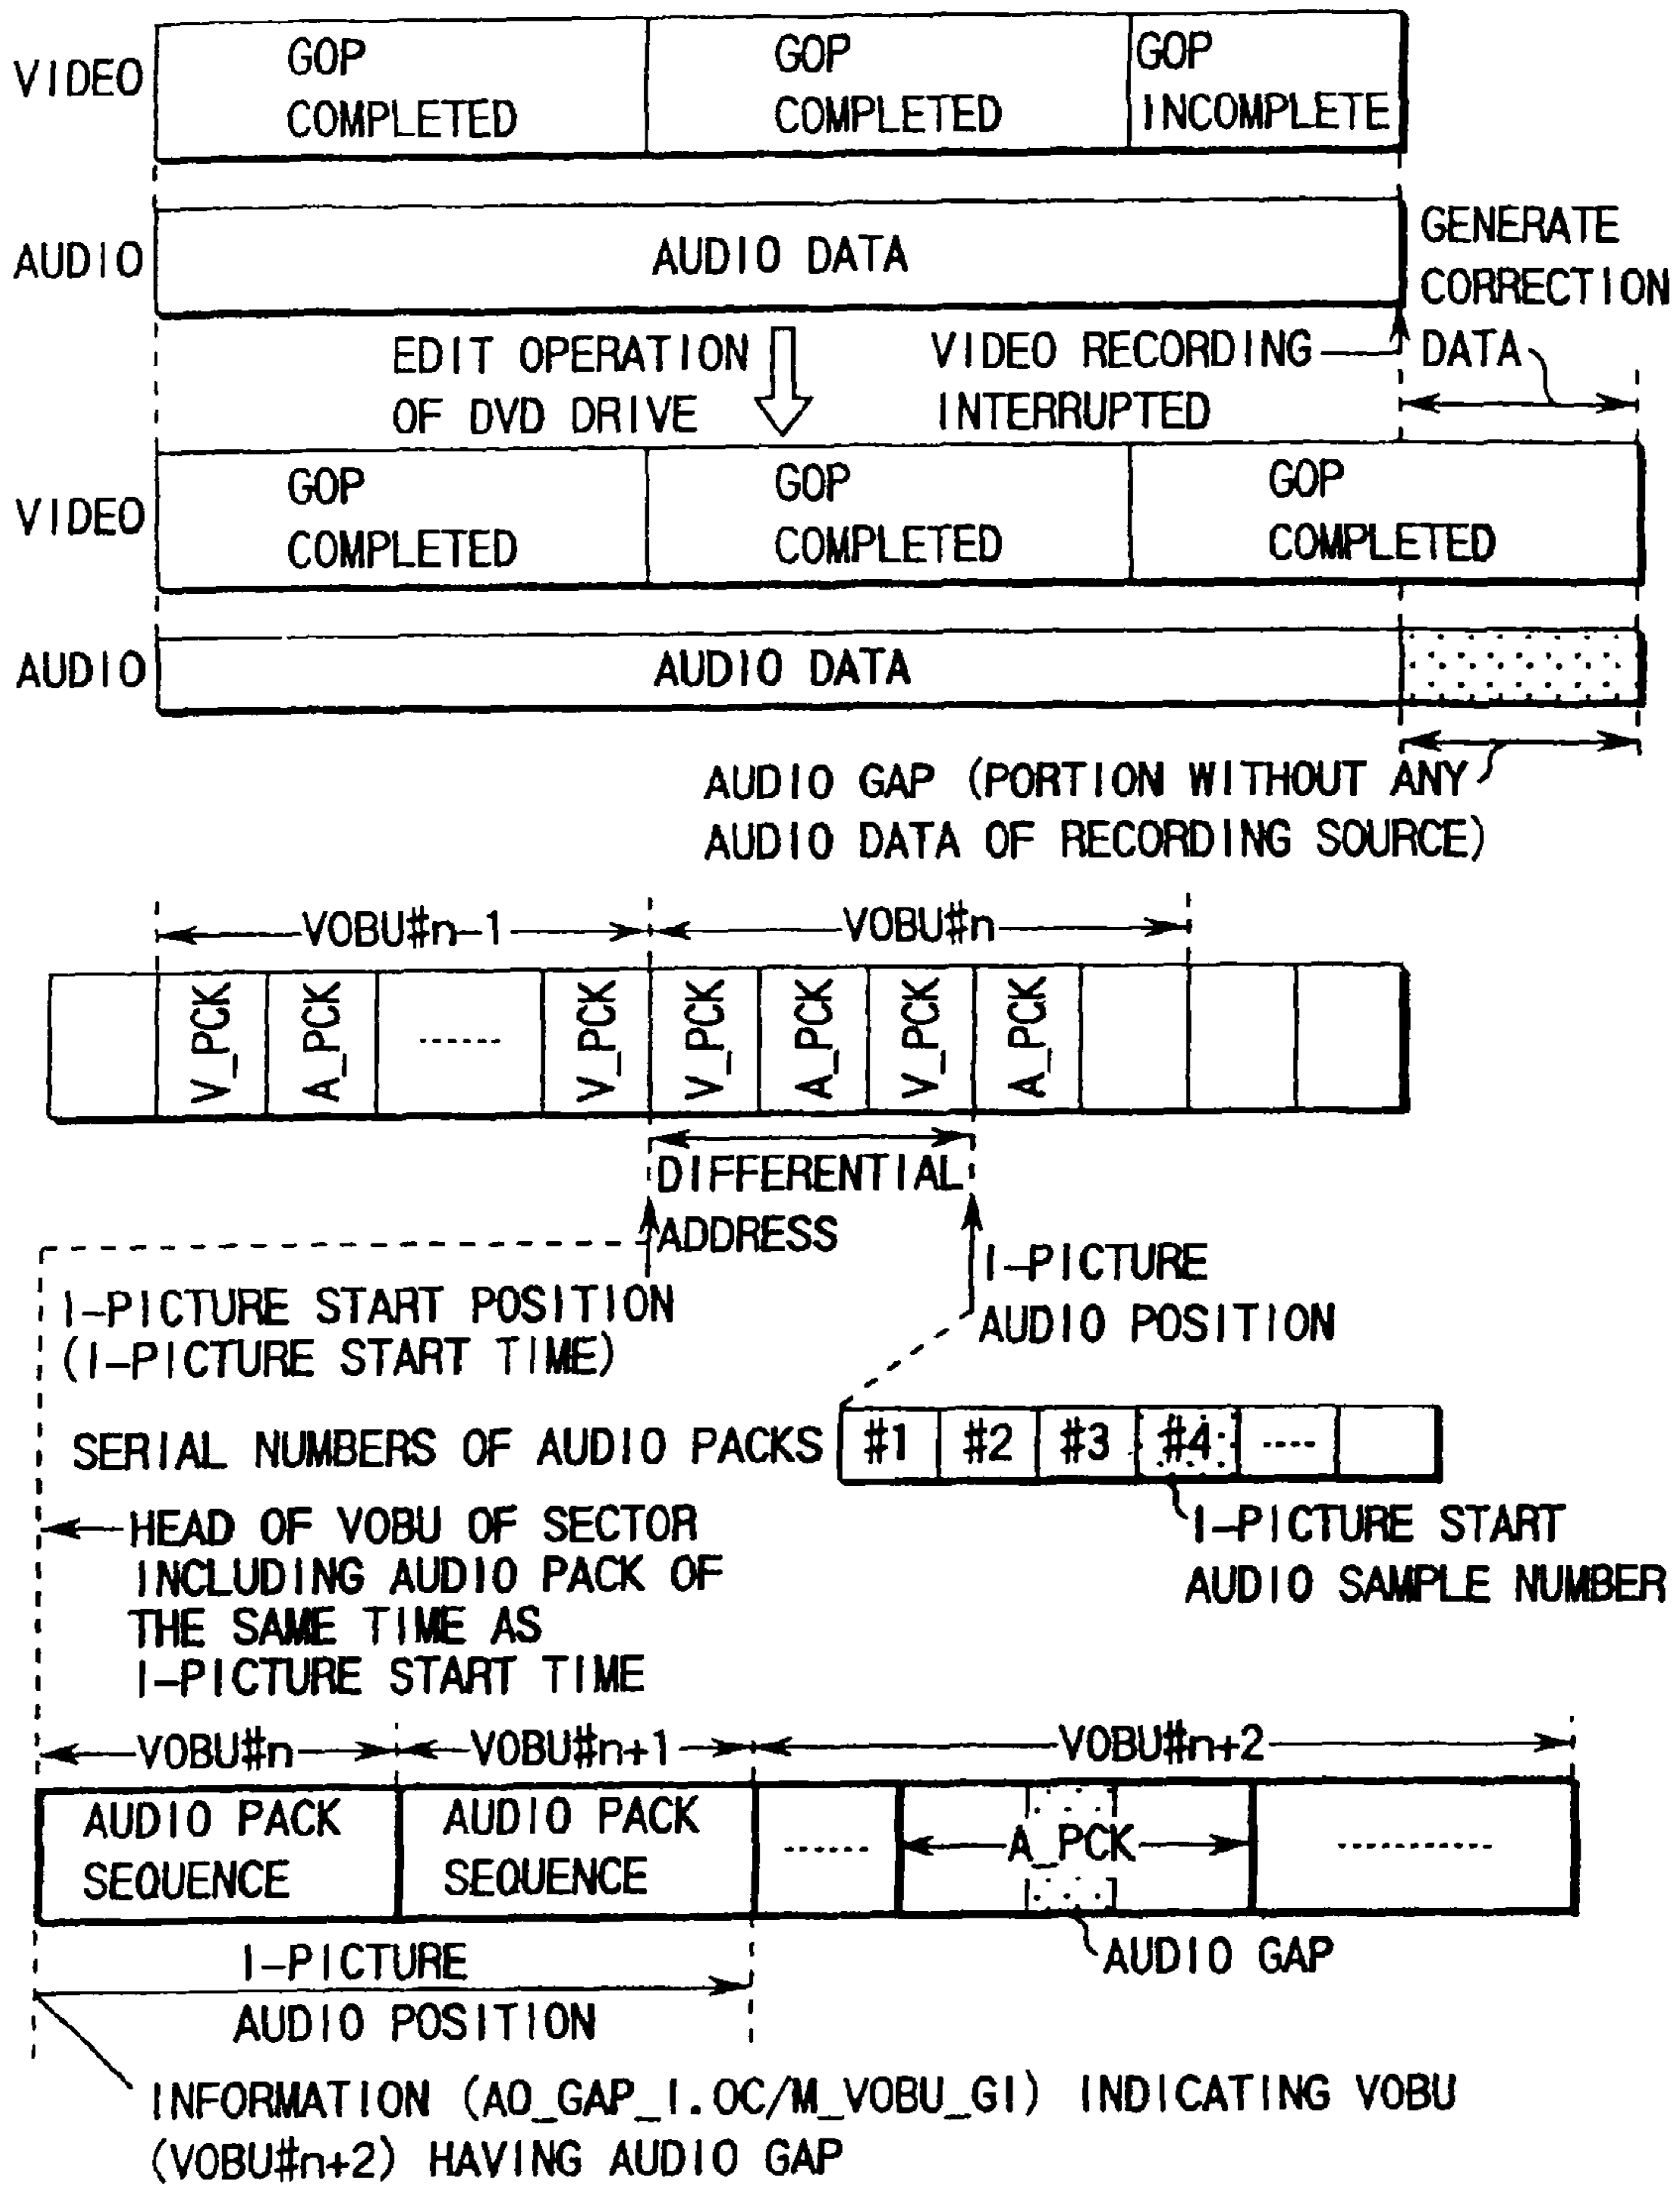 VIDEO
GOP
COMPLETED
GOP
COMPLETED
GOP
INCOMPLETE
AUDIO
AUDIO DATA
GENERATE
CORRECTION
DATA
EDIT OPERATION
OF DVD DRIVE
VIDEO RECORDING
INTERRUPTED
VIDEO
GOP
COMPLETED
GOP
COMPLETED
GOP
COMPLETED
AUDIO
AUDIO DATA
AUDIO GAP (PORTION WITHOUT ANY
AUDIO DATA OF RECORDING SOURCE)
VOBU#n-1
VOBU#n
V_PCK
A_PCK
V_PCK
V_PCK
A_PCK
V_PCK
A_PCK
DIFFERENTIAL
ADDRESS
I-PICTURE START POSITION
(I-PICTURE START TIME)
I-PICTURE
AUDIO POSITION
SERIAL NUMBERS OF AUDIO PACKS
#1 #2 #3 #4
I-PICTURE START
AUDIO SAMPLE NUMBER
HEAD OF VOBU OF SECTOR
INCLUDING AUDIO PACK OF
THE SAME TIME AS
I-PICTURE START TIME
VOBU#n
VOBU#n+1
VOBU#n+2
AUDIO PACK
SEQUENCE
AUDIO PACK
SEQUENCE
A_PCK
AUDIO GAP
I-PICTURE
AUDIO POSITION
INFORMATION (AO_GAP_I.OC/M_VOBU_GI) INDICATING VOBU
(VOBU#n+2) HAVING AUDIO GAP